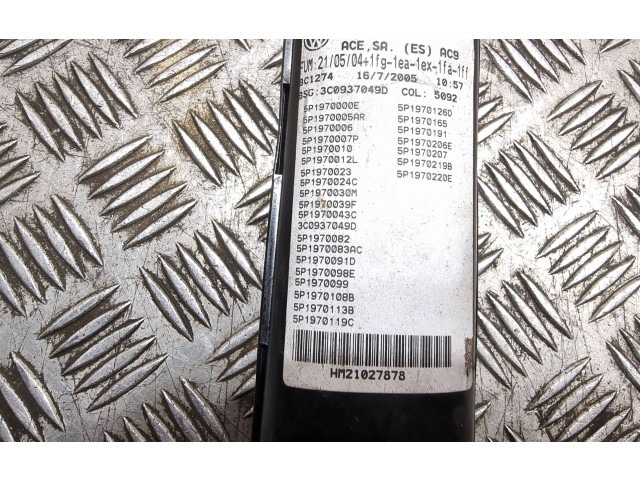 ACE,SA. (ES) AC9
FUM:21/05/04+1fg-1ea-1ex-1fa-1ff
BC1274 16/7/2005 10:57
BSG:3C0937049D COL: 5092
5P1970000E 5P1970126D
5P1970005AR 5P1970165
5P1970006 5P1970191
5P1970007P 5P1970206E
5P1970010 5P1970207
5P1970012L 5P1970219B
5P1970023 5P1970220E
5P1970024C
5P1970030M
5P1970039F
5P1970043C
3C0937049D
5P1970082
5P1970083AC
5P1970091D
5P1970098E
5P1970099
5P1970108B
5P1970113B
5P1970119C
HM21027878